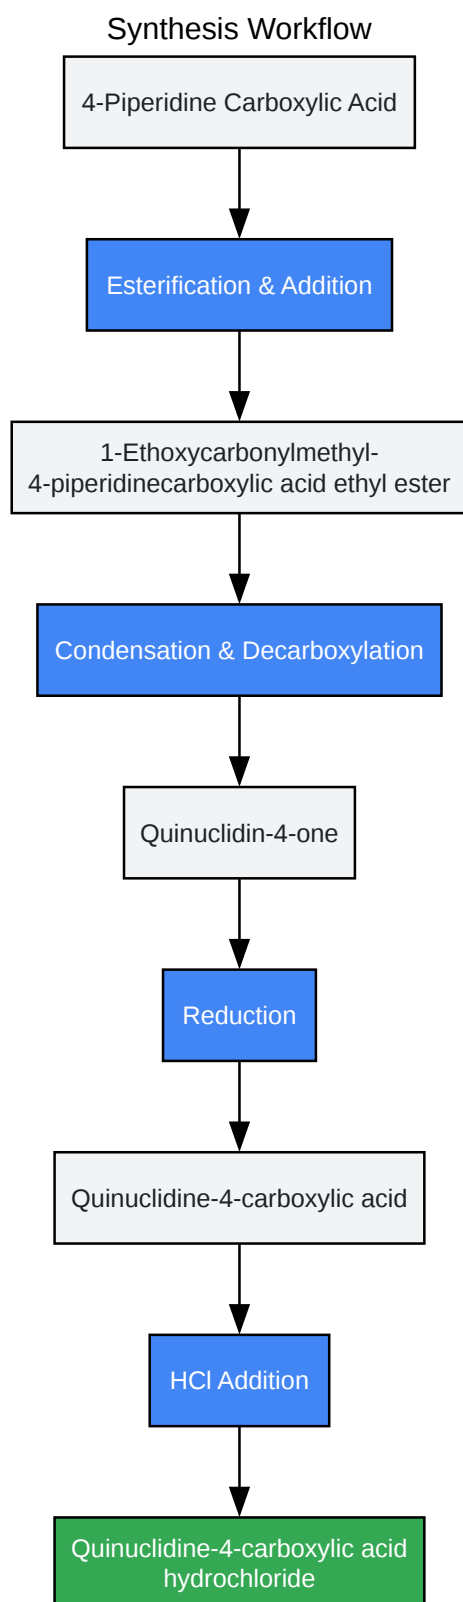 Synthesis Workflow
4-Piperidine Carboxylic Acid
Esterification & Addition
1-Ethoxycarbonylmethyl-
4-piperidinecarboxylic acid ethyl ester
Condensation & Decarboxylation
Quinuclidin-4-one
Reduction
Quinuclidine-4-carboxylic acid
HCl Addition
Quinuclidine-4-carboxylic acid
hydrochloride